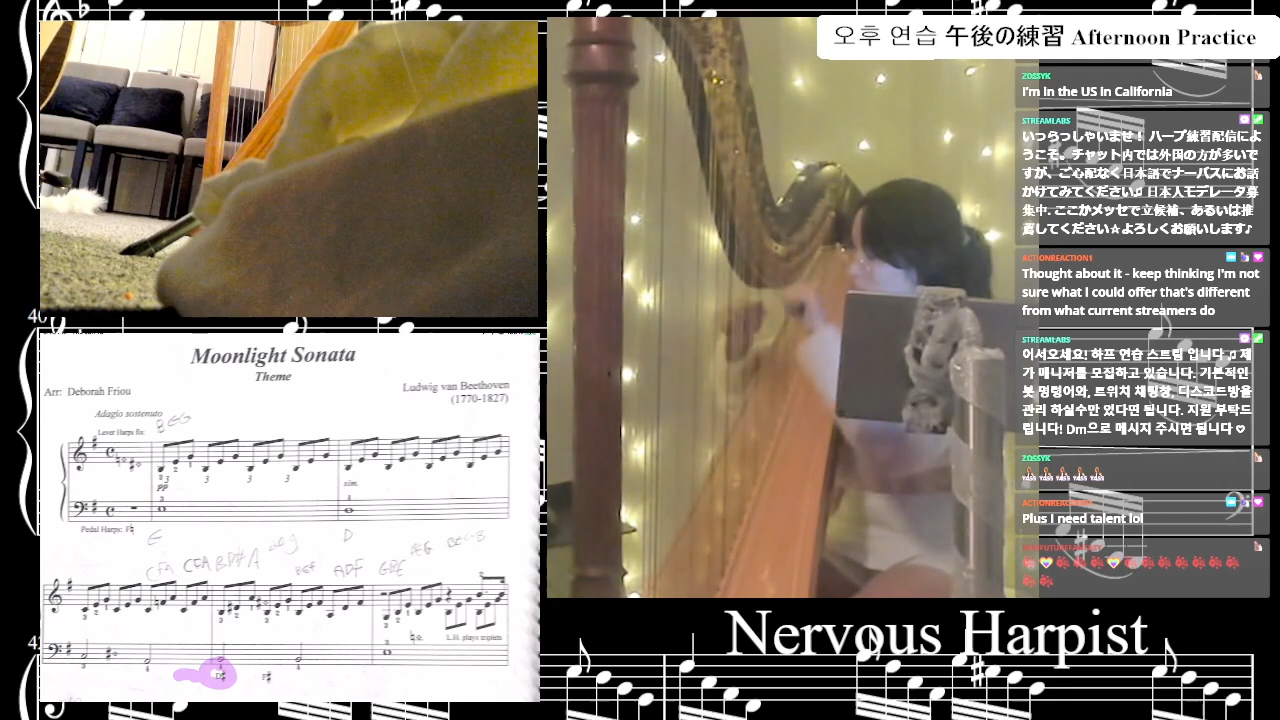 오후 연습 午後の練習 Afternoon Practice
ZOSSYK
I'm in the US in California
STREAMLABS
いらっしゃいませ！ ハープ練習配信によ
うこそ。チャット内では外国の方が多いで
すが、ご心配なく日本語でナーバスにお話
かけてみてください♫ 日本人モデレータ募
集中. ここかメッセで立候補、あるいは推
薦してください☆よろしくお願いします♪
ACTIONREACTION1
Thought about it - keep thinking I'm not
sure what I could offer that's different
from what current streamers do
STREAMLABS
어서오세요! 하프 연습 스트림 입니다 ♫ 제
가 매니저를 모집하고 있습니다. 기본적인
봇 명령어와, 트위치 채팅창, 디스코드방을
관리 하실수만 있다면 됩니다. 지원 부탁드
립니다! Dm으로 메시지 주시면 됩니다 ♡
ZOSSYK
Plus I need talent lol
Moonlight Sonata
Theme
Arr: Deborah Friou
Ludwig van Beethoven
(1770-1827)
Adagio sostenuto
BEG
pp
3 3 3 3
sim.
Pedal Harps: F♮
E D
CFA
ADF
L.H. plays triplets
D♯ F♯
Nervous Harpist